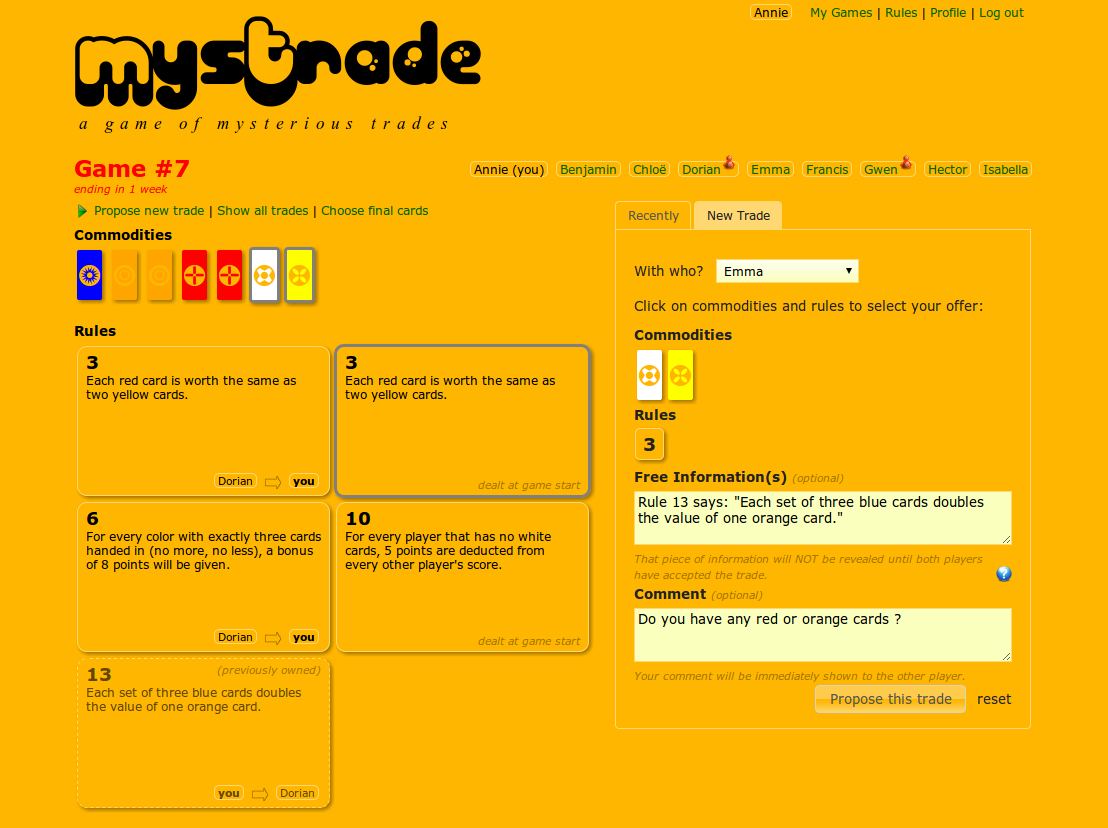 Annie My Games | Rules | Profile | Log out
mystrade
a game of mysterious trades
Game #7
ending in 1 week
Annie (you) Benjamin Chloë Dorian Emma Francis Gwen Hector Isabella
Propose new trade | Show all trades | Choose final cards
Commodities
Rules
3
Each red card is worth the same as
two yellow cards.
Dorian you
3
Each red card is worth the same as
two yellow cards.
dealt at game start
6
For every color with exactly three cards
handed in (no more, no less), a bonus
of 8 points will be given.
Dorian you
10
For every player that has no white
cards, 5 points are deducted from
every other player's score.
dealt at game start
13 (previously owned)
Each set of three blue cards doubles
the value of one orange card.
you Dorian
Recently New Trade
With who? Emma
Click on commodities and rules to select your offer:
Commodities
Rules
3
Free Information(s) (optional)
Rule 13 says: "Each set of three blue cards doubles
the value of one orange card."
That piece of information will NOT be revealed until both players
have accepted the trade. ?
Comment (optional)
Do you have any red or orange cards ?
Your comment will be immediately shown to the other player.
Propose this trade reset